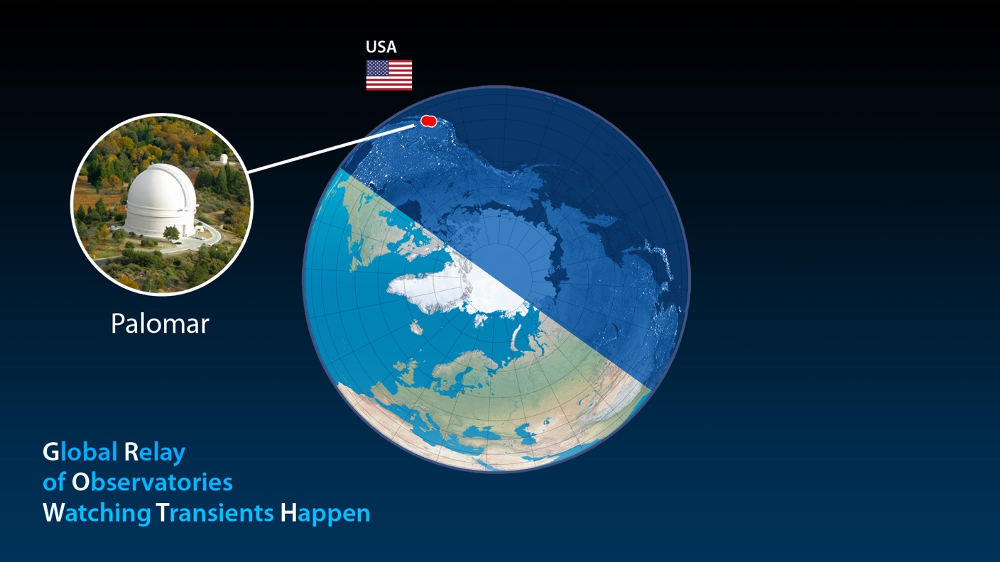 USA
Palomar
Global Relay
of Observatories
Watching Transients Happen